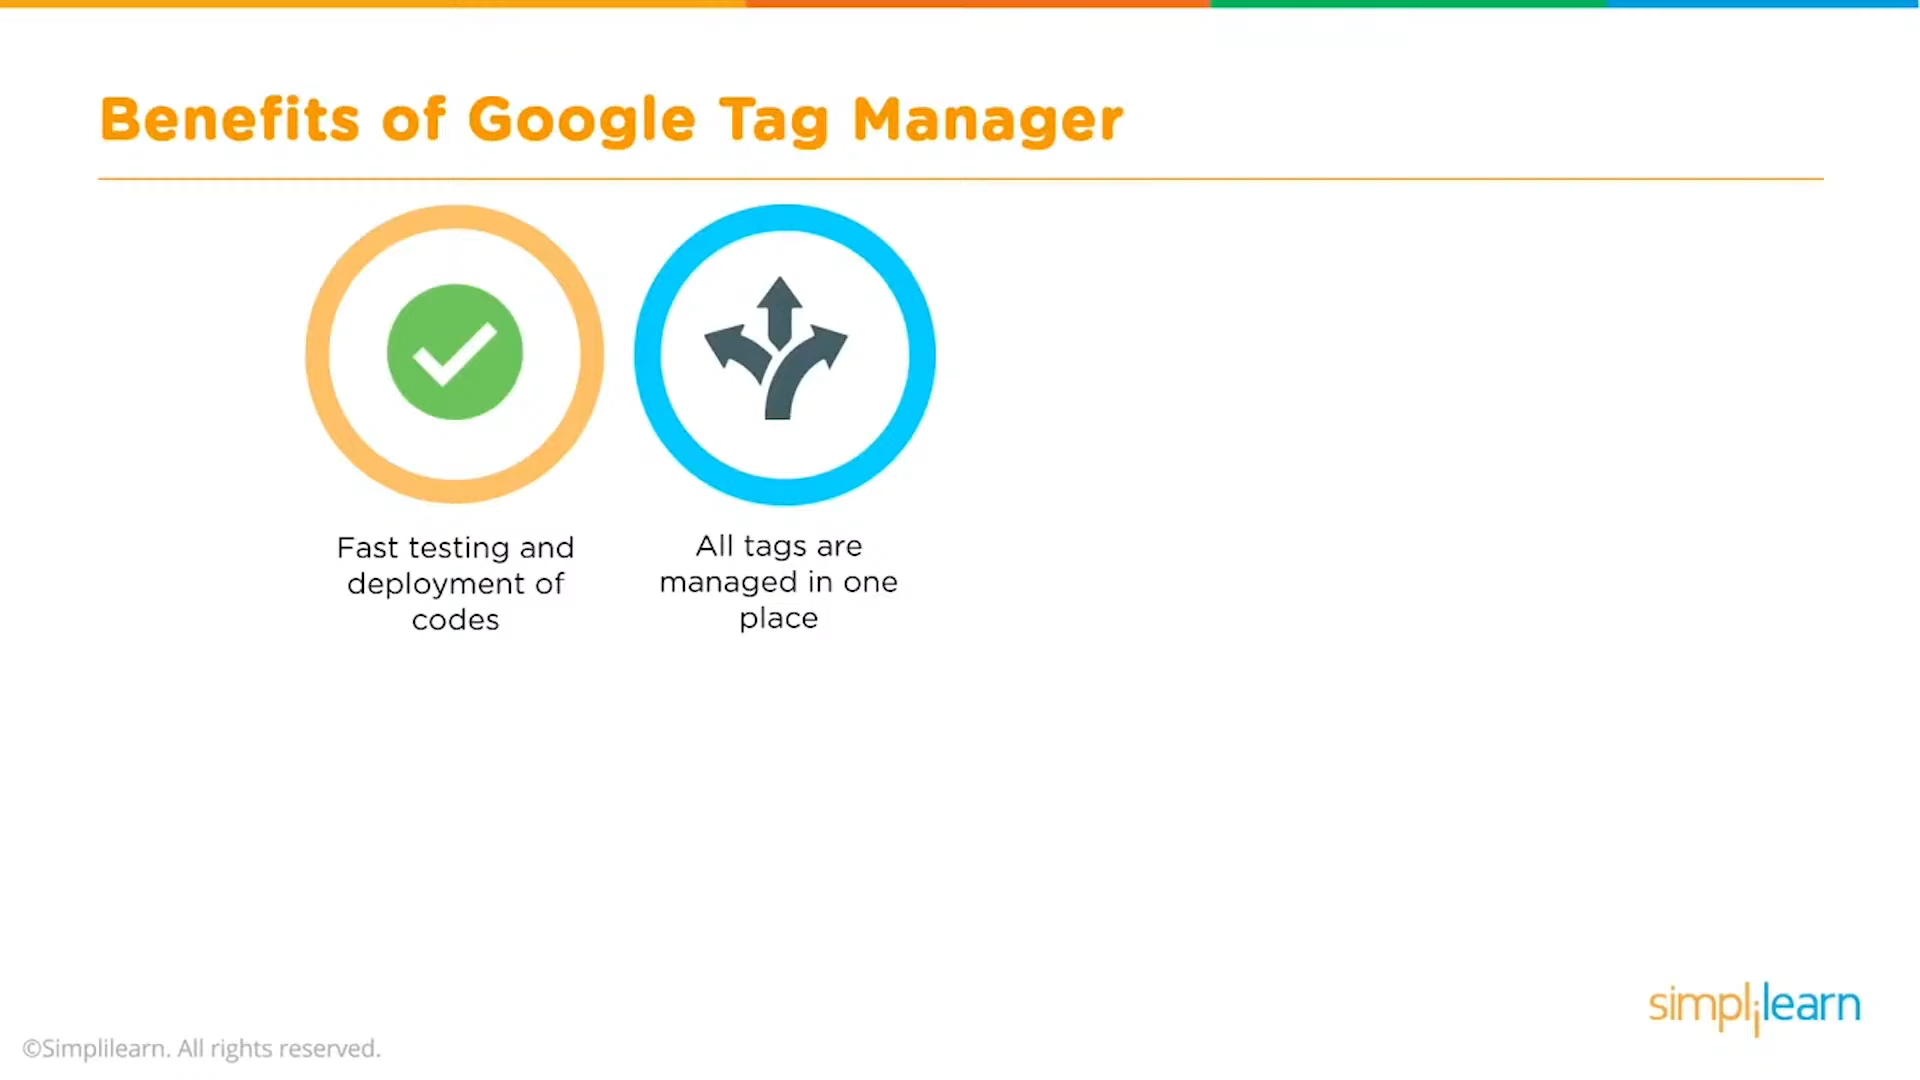 Benefits of Google Tag Manager
Fast testing and
deployment of
codes
All tags are
managed in one
place
simplilearn
©Simplilearn. All rights reserved.